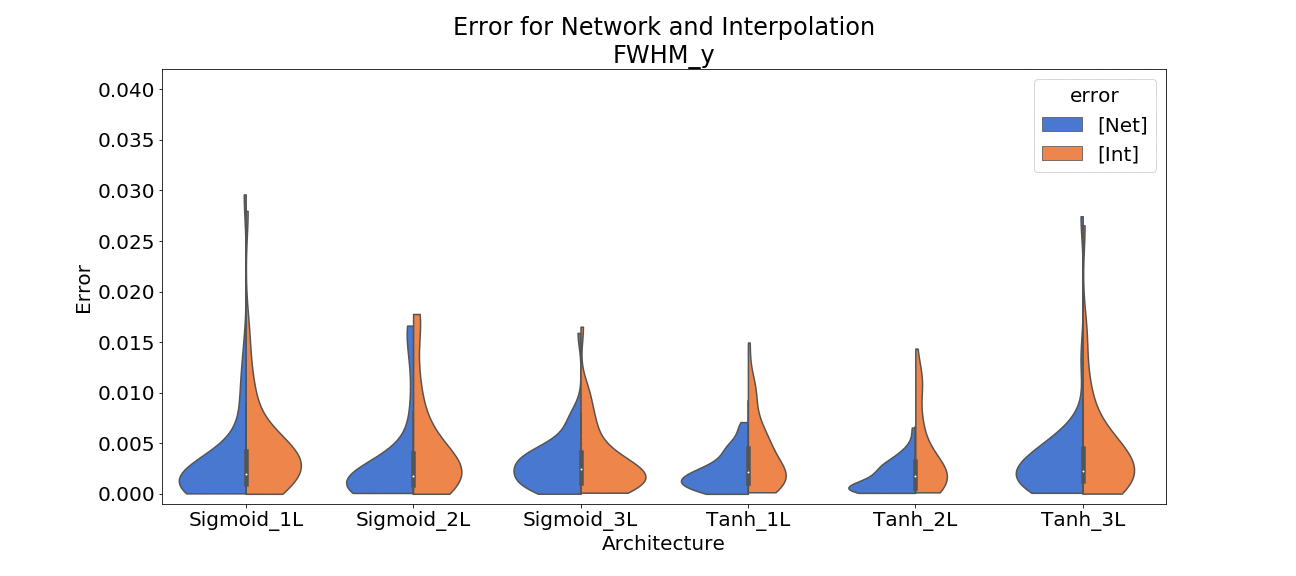 Error for Network and Interpolation
FWHM_y
error
[Net]
[Int]
0.040
0.035
0.030
0.025
0.020
0.015
0.010
0.005
0.000
Error
Sigmoid_1L Sigmoid_2L Sigmoid_3L Tanh_1L Tanh_2L Tanh_3L
Architecture